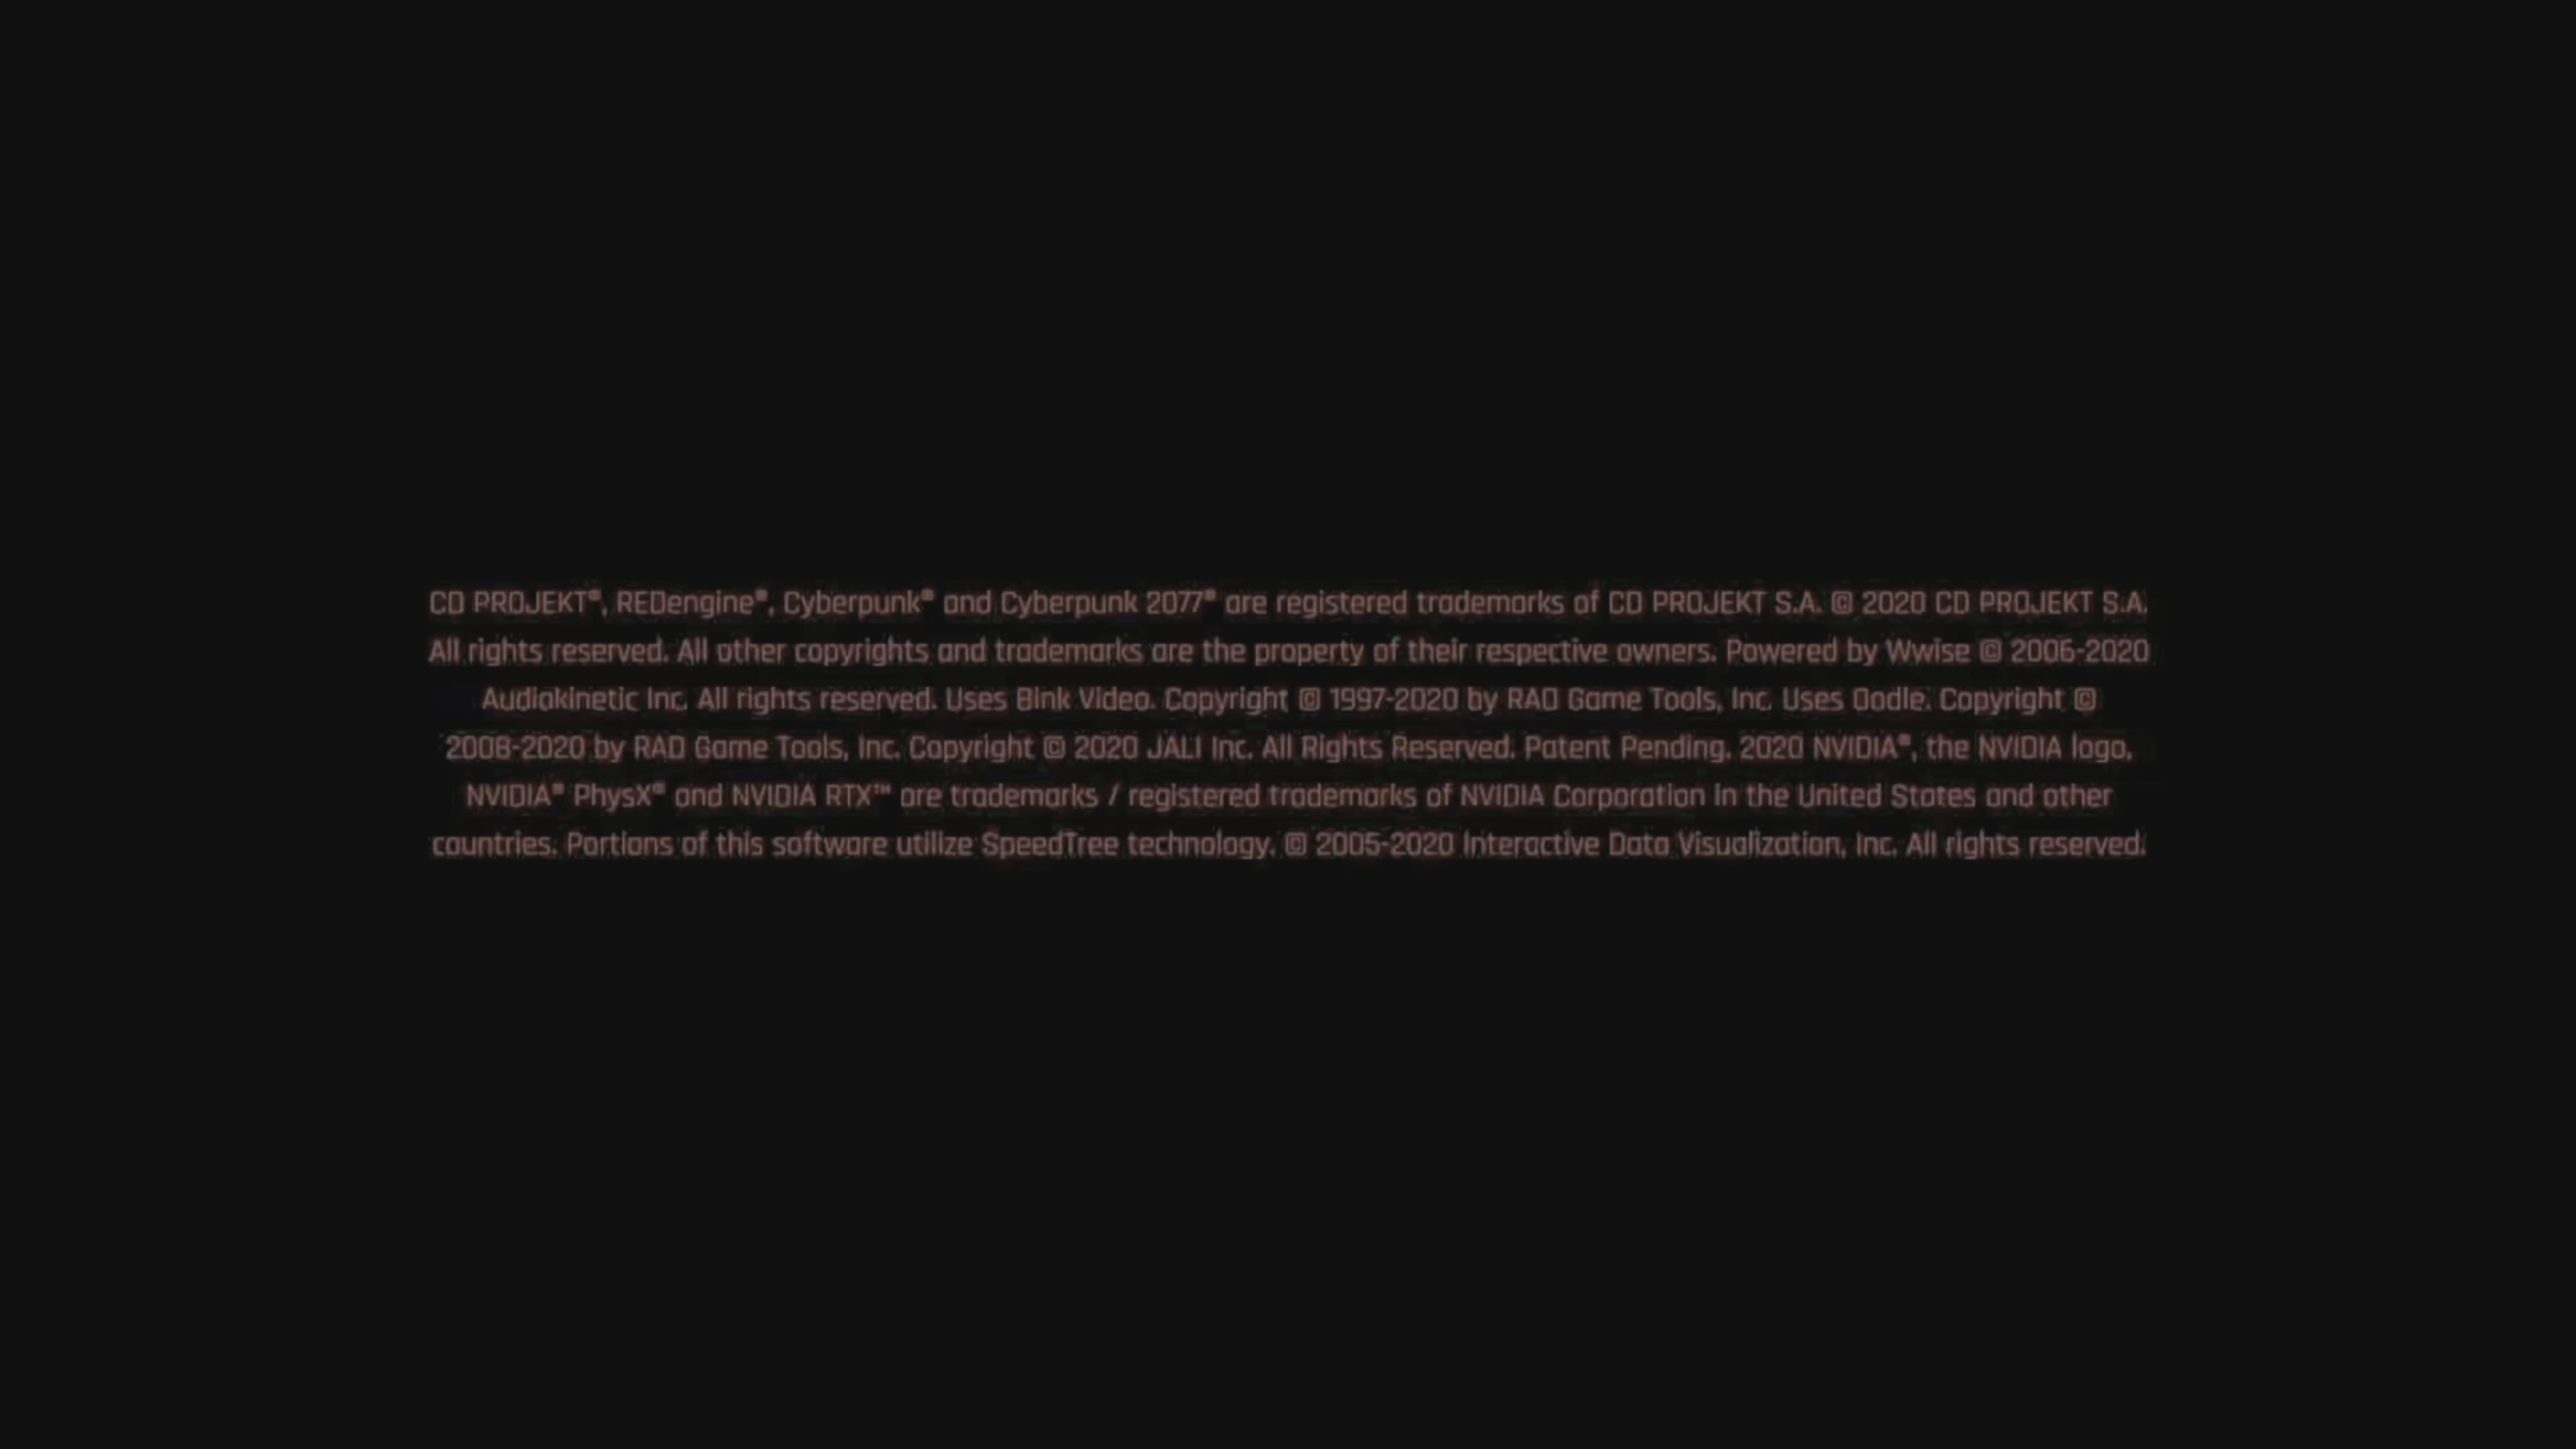 CD PROJEKT®, REDengine®, Cyberpunk® and Cyberpunk 2077® are registered trademarks of CD PROJEKT S.A. © 2020 CD PROJEKT S.A.
All rights reserved. All other copyrights and trademarks are the property of their respective owners. Powered by Wwise © 2006-2020
Audiokinetic Inc. All rights reserved. Uses Bink Video. Copyright © 1997-2020 by RAD Game Tools, Inc. Uses Oodle. Copyright ©
2008-2020 by RAD Game Tools, Inc. Copyright © 2020 JALI Inc. All Rights Reserved. Patent Pending. 2020 NVIDIA®, the NVIDIA logo,
NVIDIA® PhysX® and NVIDIA RTX™ are trademarks / registered trademarks of NVIDIA Corporation in the United States and other
countries. Portions of this software utilize SpeedTree technology. © 2005-2020 Interactive Data Visualization, Inc. All rights reserved.